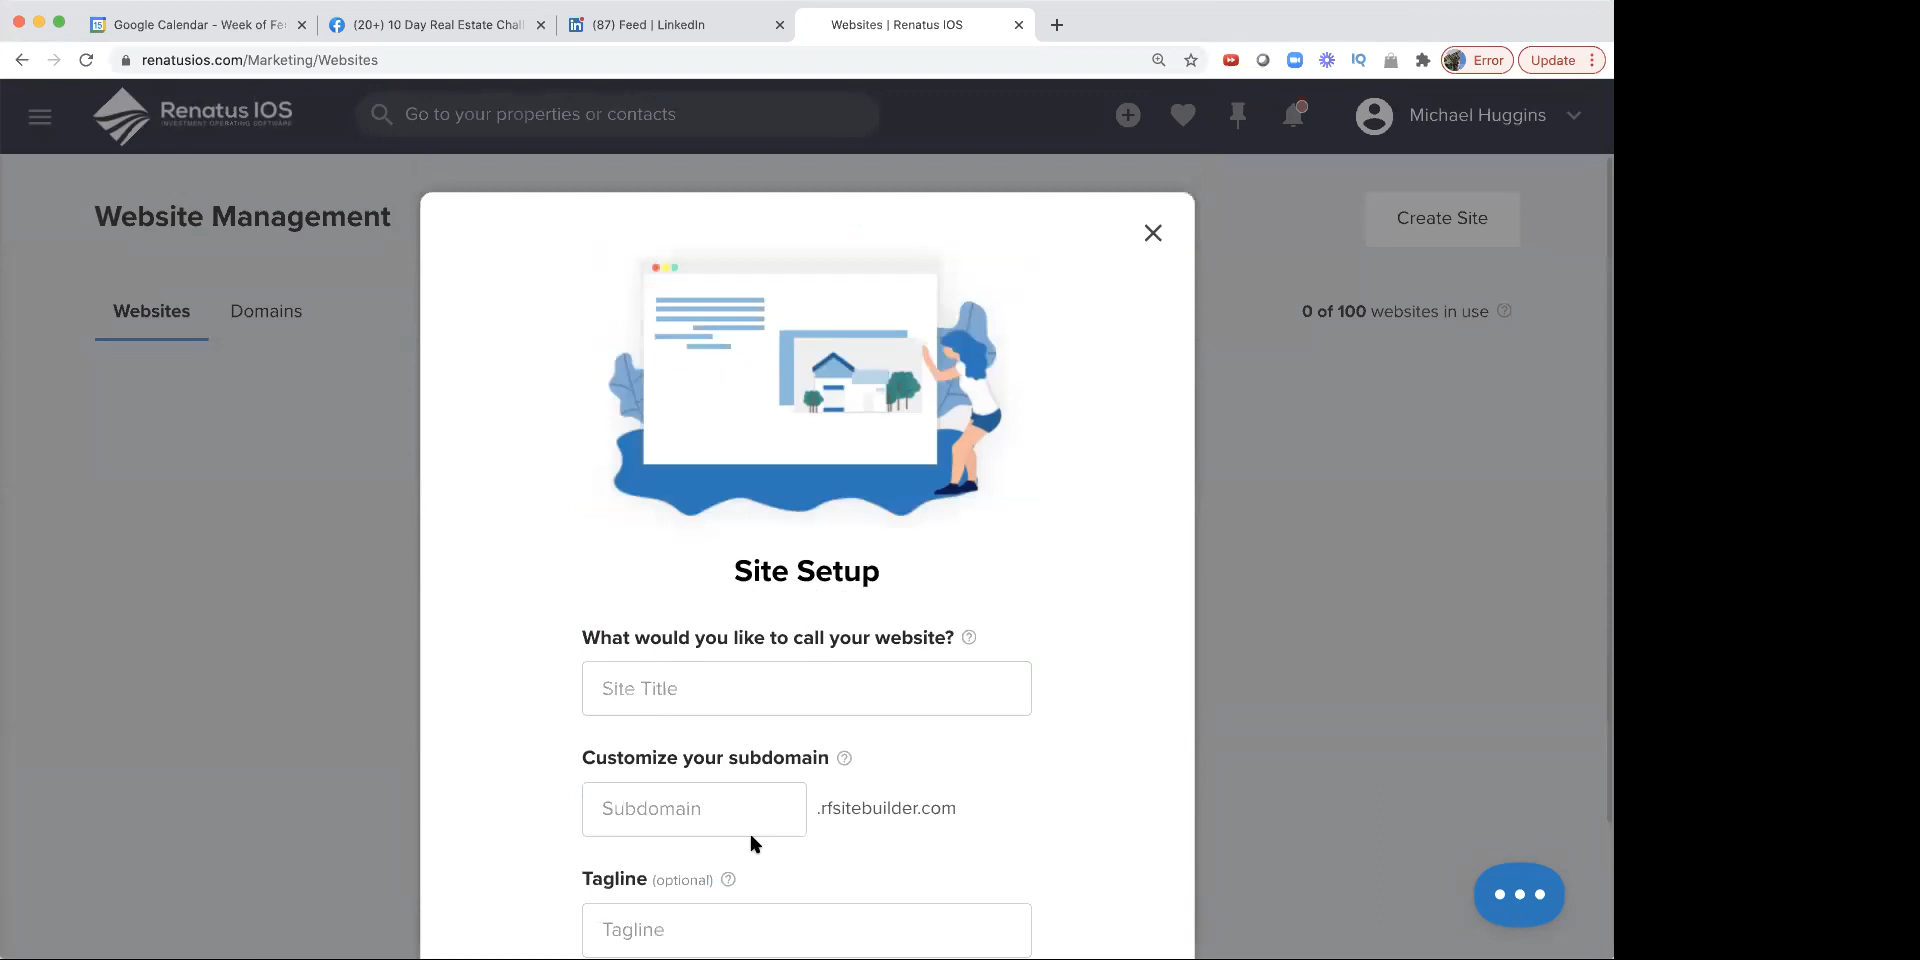 Google Calendar - Week of Fe
(20+) 10 Day Real Estate Chall
(87) Feed | LinkedIn
Websites | Renatus IOS
renatusios.com/Marketing/Websites
IQ
Error
Update
Renatus IOS
INVESTMENT OPERATING SOFTWARE
Go to your properties or contacts
Michael Huggins
Website Management
Create Site
Websites
Domains
0 of 100 websites in use
Site Setup
What would you like to call your website?
Site Title
Customize your subdomain
Subdomain
.rfsitebuilder.com
Tagline (optional)
Tagline